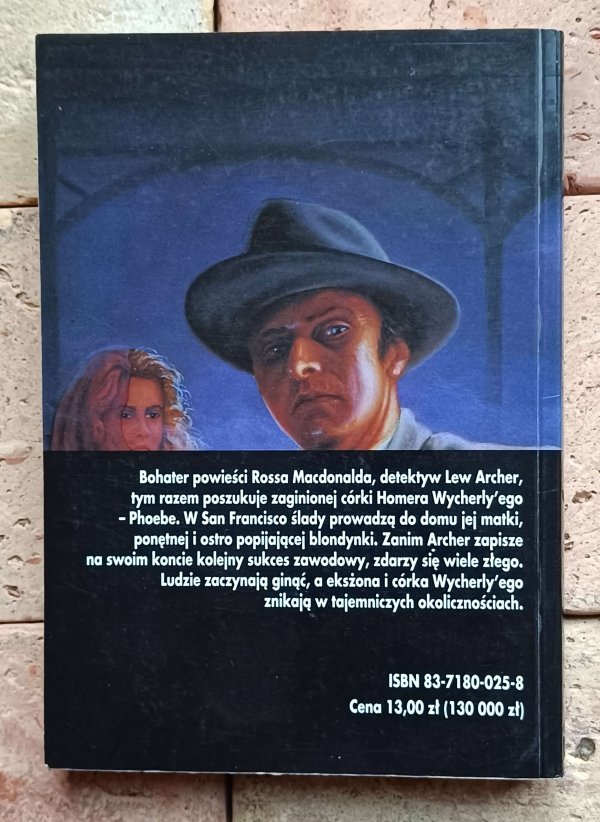 Bohater powieści Rossa Macdonalda, detektyw Lew Archer,
tym razem poszukuje zaginionej córki Homera Wycherly'ego
– Phoebe. W San Francisco ślady prowadzą do domu jej matki,
ponętnej i ostro popijającej blondynki. Zanim Archer zapisze
na swoim koncie kolejny sukces zawodowy, zdarzy się wiele złego.
Ludzie zaczynają ginąć, a eksżona i córka Wycherly'ego
znikają w tajemniczych okolicznościach.
ISBN 83-7180-025-8
Cena 13,00 zł (130 000 zł)